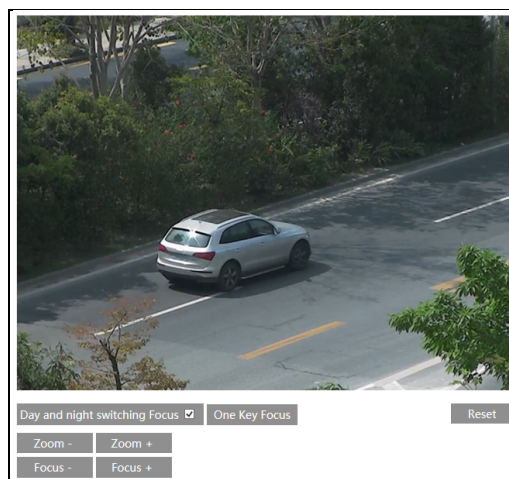 Day and night switching Focus One Key Focus Reset
Zoom - Zoom +
Focus - Focus +